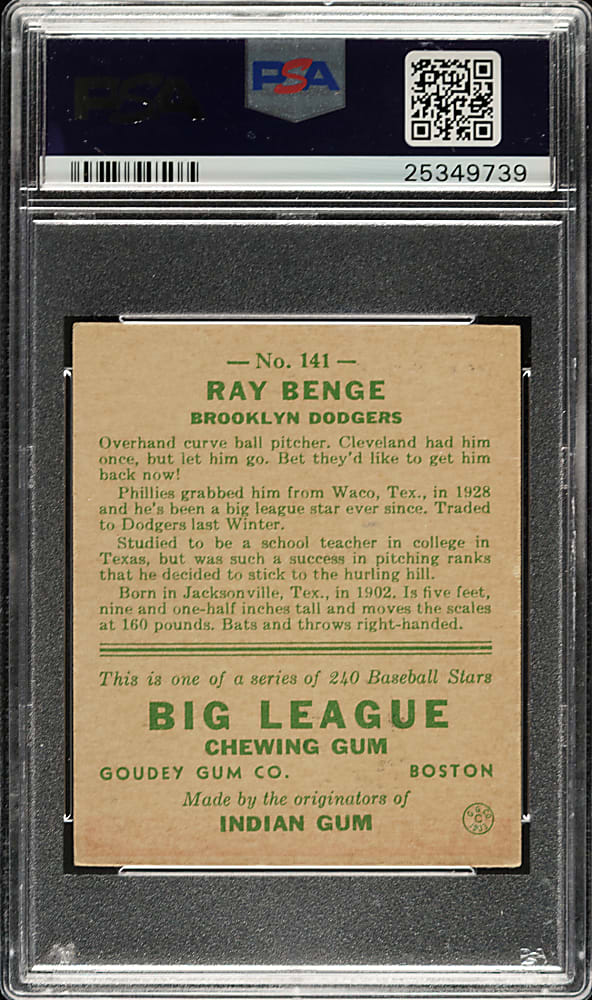 PSA
PSA
25349739
— No. 141 —
RAY BENGE
BROOKLYN DODGERS
Overhand curve ball pitcher. Cleveland had him
once, but let him go. Bet they'd like to get him
back now!
Phillies grabbed him from Waco, Tex., in 1928
and he's been a big league star ever since. Traded
to Dodgers last Winter.
Studied to be a school teacher in college in
Texas, but was such a success in pitching ranks
that he decided to stick to the hurling hill.
Born in Jacksonville, Tex., in 1902. Is five feet,
nine and one-half inches tall and moves the scales
at 160 pounds. Bats and throws right-handed.
This is one of a series of 240 Baseball Stars
BIG LEAGUE
CHEWING GUM
GOUDEY GUM CO. BOSTON
Made by the originators of
INDIAN GUM
G.G.CO.
C
1933
PSA